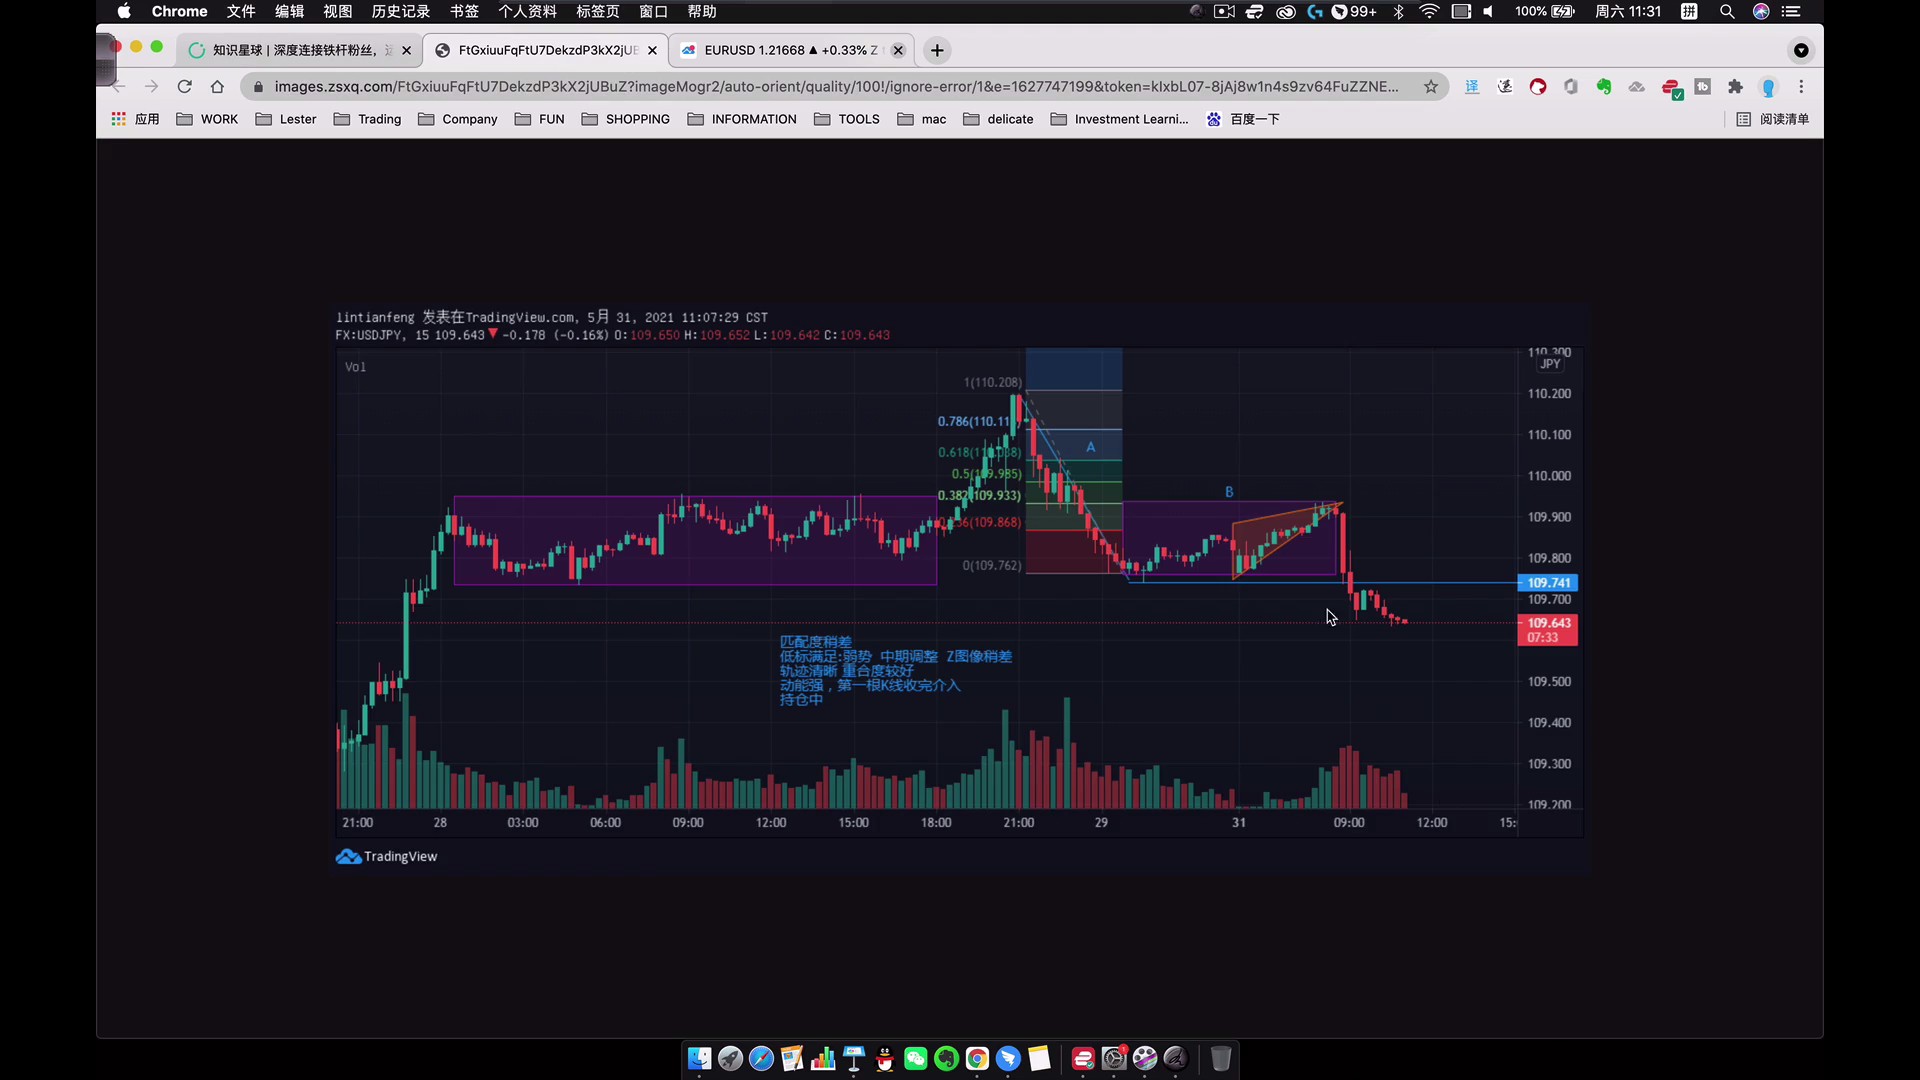 Chrome 文件 编辑 视图 历史记录 书签 个人资料 标签页 窗口 帮助 99+ 100% 周六 11:31 拼
知识星球 | 深度连接铁杆粉丝, FtGxiuuFqFtU7DekzdP3kX2jUE EURUSD 1.21668 ▲ +0.33% Z
images.zsxq.com/FtGxiuuFqFtU7DekzdP3kX2jUBuZ?imageMogr2/auto-orient/quality/100!/ignore-error/1&e=1627747199&token=kIxbL07-8jAj8w1n4s9zv64FuZZNE...
应用 WORK Lester Trading Company FUN SHOPPING INFORMATION TOOLS mac delicate Investment Learni... 百度一下 阅读清单
lintianfeng 发表在TradingView.com, 5月 31, 2021 11:07:29 CST
FX:USDJPY, 15 109.643 ▼ -0.178 (-0.16%) O:109.650 H:109.652 L:109.642 C:109.643
Vol
110.300
JPY
1(110.208)
110.200
0.786(110.11
110.100
A
0.618(110.038)
0.5(109.985)
110.000
0.382(109.933)
B
109.900
0.236(109.868)
0(109.762)
109.800
109.741
109.700
109.643
07:33
匹配度稍差
低标满足:弱势 中期调整 Z图像稍差
轨迹清晰 重合度较好
动能强，第一根K线收完介入
持仓中
109.500
109.400
109.300
109.200
21:00 28 03:00 06:00 09:00 12:00 15:00 18:00 21:00 29 31 09:00 12:00 15:
TradingView